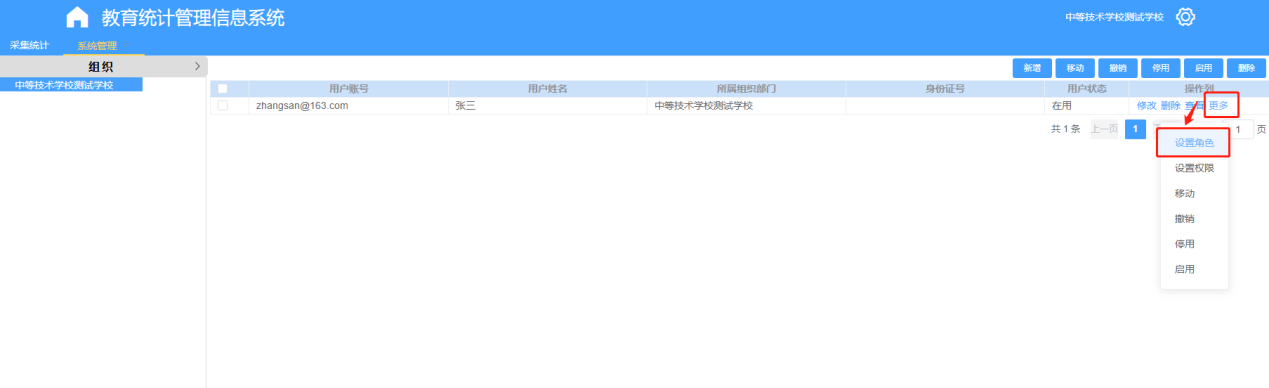 教育统计管理信息系统
中等技术学校测试学校
采集统计 系统管理
组织 >
中等技术学校测试学校
新增 移动 撤销 停用 启用 删除
用户账号 用户姓名 所属组织部门 身份证号 用户状态 操作列
zhangsan@163.com 张三 中等技术学校测试学校 在用 修改 删除 查看 更多
共 1 条 上一页 1 1 页
设置角色
设置权限
移动
撤销
停用
启用